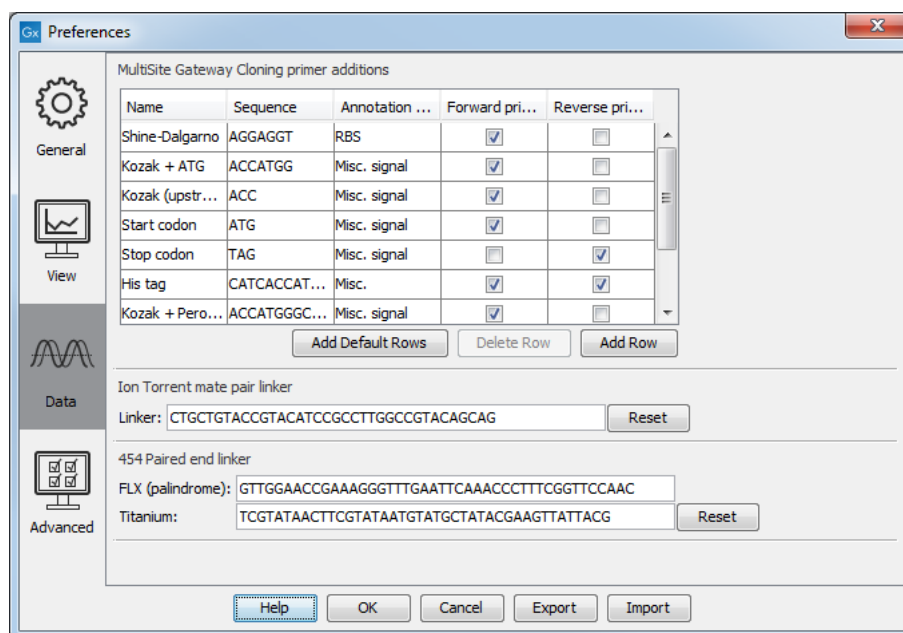 Gx Preferences
MultiSite Gateway Cloning primer additions
Name Sequence Annotation ... Forward pri... Reverse pri...
Shine-Dalgarno AGGAGGT RBS
Kozak + ATG ACCATGG Misc. signal
Kozak (upstr... ACC Misc. signal
Start codon ATG Misc. signal
Stop codon TAG Misc. signal
His tag CATCACCAT... Misc.
Kozak + Pero... ACCATGGGC... Misc. signal
Add Default Rows Delete Row Add Row
General
View
Data
Advanced
Ion Torrent mate pair linker
Linker: CTGCTGTACCGTACATCCGCCTTGGCCGTACAGCAG Reset
454 Paired end linker
FLX (palindrome): GTTGGAACCGAAAGGGTTTGAATTCAAACCCTTTCGGTTCCAAC
Titanium: TCGTATAACTTCGTATAATGTATGCTATACGAAGTTATTACG Reset
Help OK Cancel Export Import